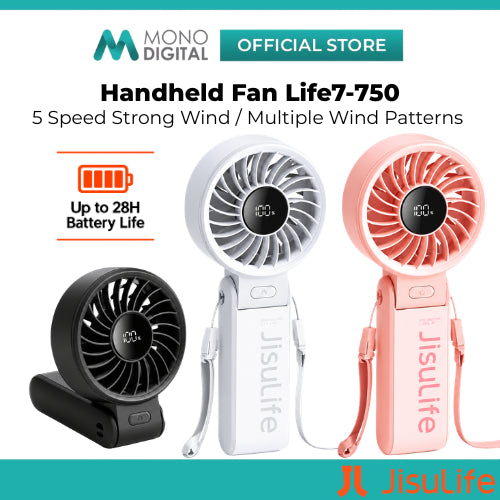 MONO
DIGITAL
OFFICIAL STORE
Handheld Fan Life7-750
5 Speed Strong Wind / Multiple Wind Patterns
Up to 28H
Battery Life
100%
100%
100%
JisuLife
JisuLife
JisuLife